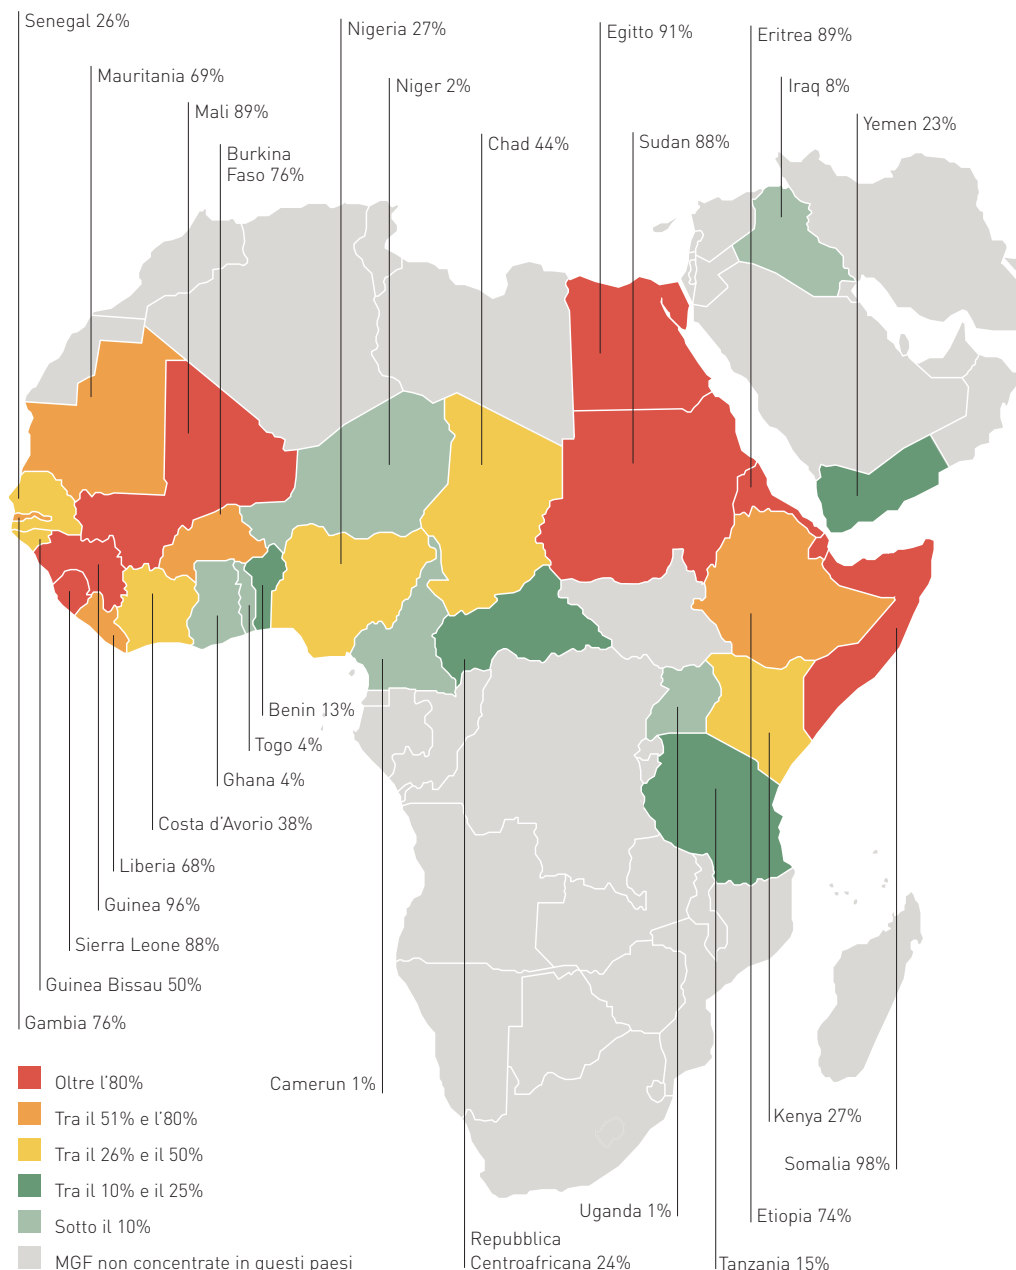 Senegal 26%
Nigeria 27%
Egitto 91%
Eritrea 89%
Mauritania 69%
Niger 2%
Iraq 8%
Mali 89%
Yemen 23%
Chad 44%
Sudan 88%
Burkina
Faso 76%
Benin 13%
Togo 4%
Ghana 4%
Costa d'Avorio 38%
Liberia 68%
Guinea 96%
Sierra Leone 88%
Guinea Bissau 50%
Gambia 76%
Camerun 1%
Kenya 27%
Somalia 98%
Uganda 1%
Etiopia 74%
Repubblica
Centroafricana 24%
Tanzania 15%
Oltre l'80%
Tra il 51% e l'80%
Tra il 26% e il 50%
Tra il 10% e il 25%
Sotto il 10%
MGF non concentrate in questi paesi